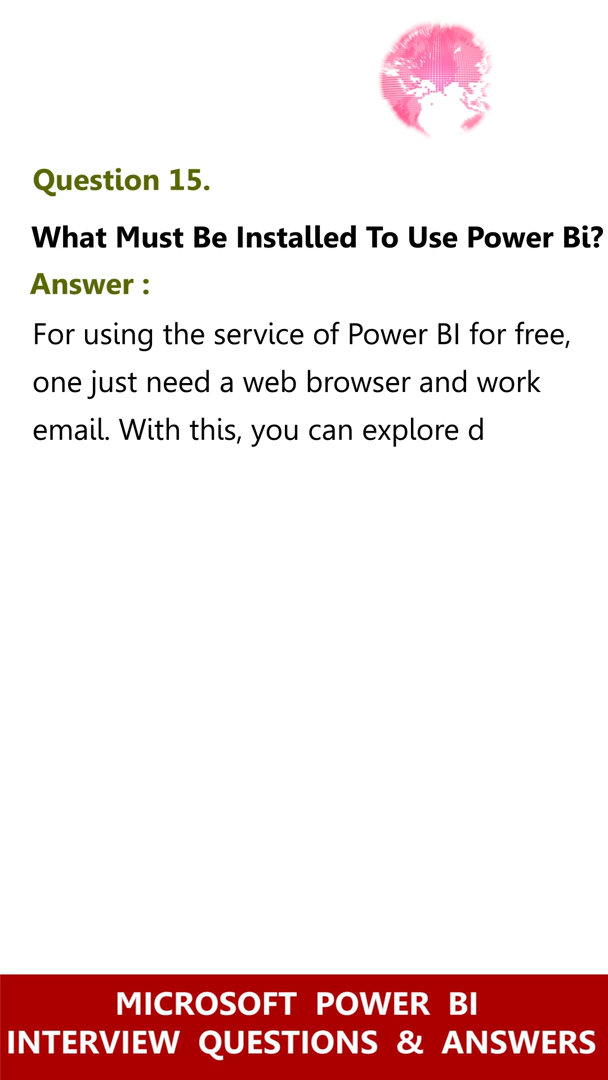 Question 15.
What Must Be Installed To Use Power Bi?
Answer :
For using the service of Power BI for free,
one just need a web browser and work
email. With this, you can explore d
MICROSOFT POWER BI
INTERVIEW QUESTIONS & ANSWERS